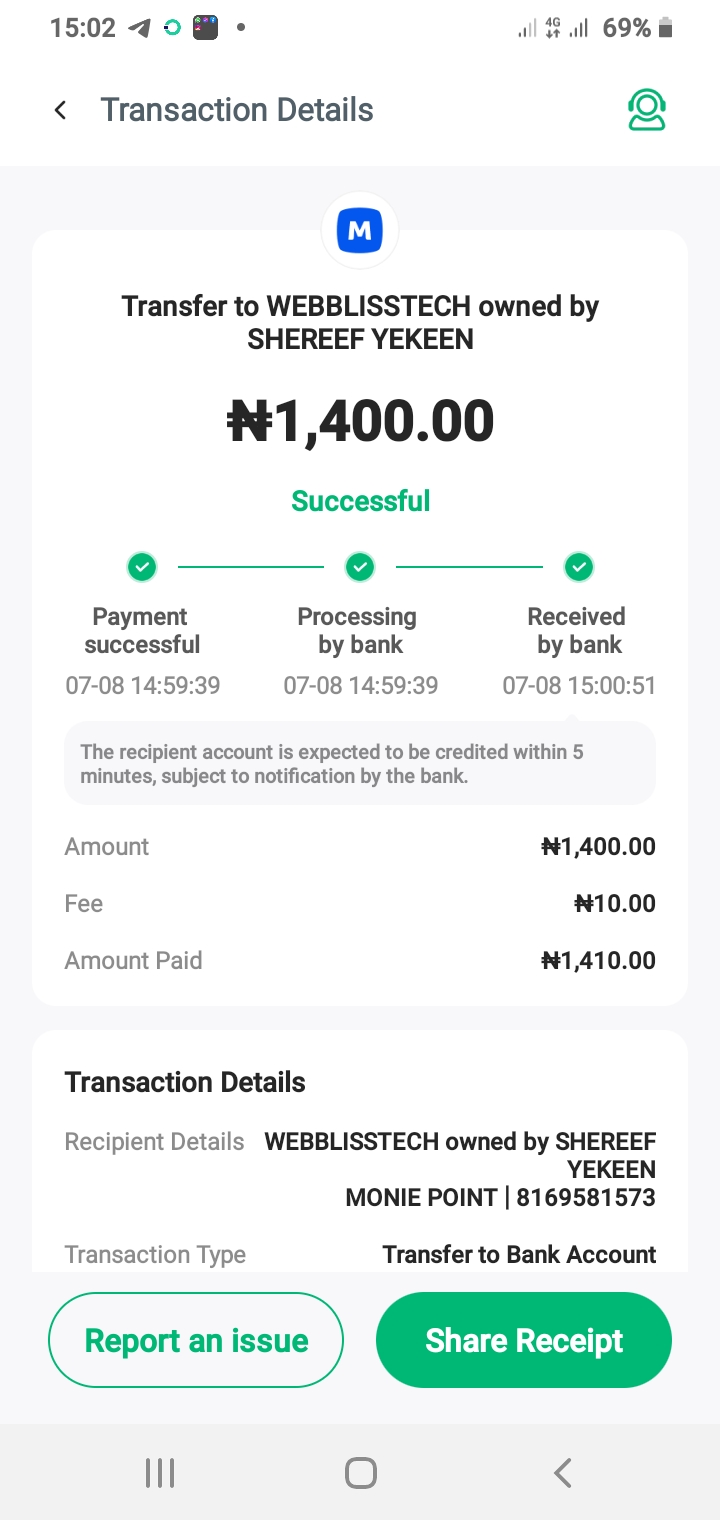 15:02
4G
69%
Transaction Details
M
Transfer to WEBBLISSTECH owned by
SHEREEF YEKEEN
₦1,400.00
Successful
Payment
successful
07-08 14:59:39
Processing
by bank
07-08 14:59:39
Received
by bank
07-08 15:00:51
The recipient account is expected to be credited within 5
minutes, subject to notification by the bank.
Amount ₦1,400.00
Fee ₦10.00
Amount Paid ₦1,410.00
Transaction Details
Recipient Details WEBBLISSTECH owned by SHEREEF
YEKEEN
MONIE POINT | 8169581573
Transaction Type Transfer to Bank Account
Report an issue
Share Receipt